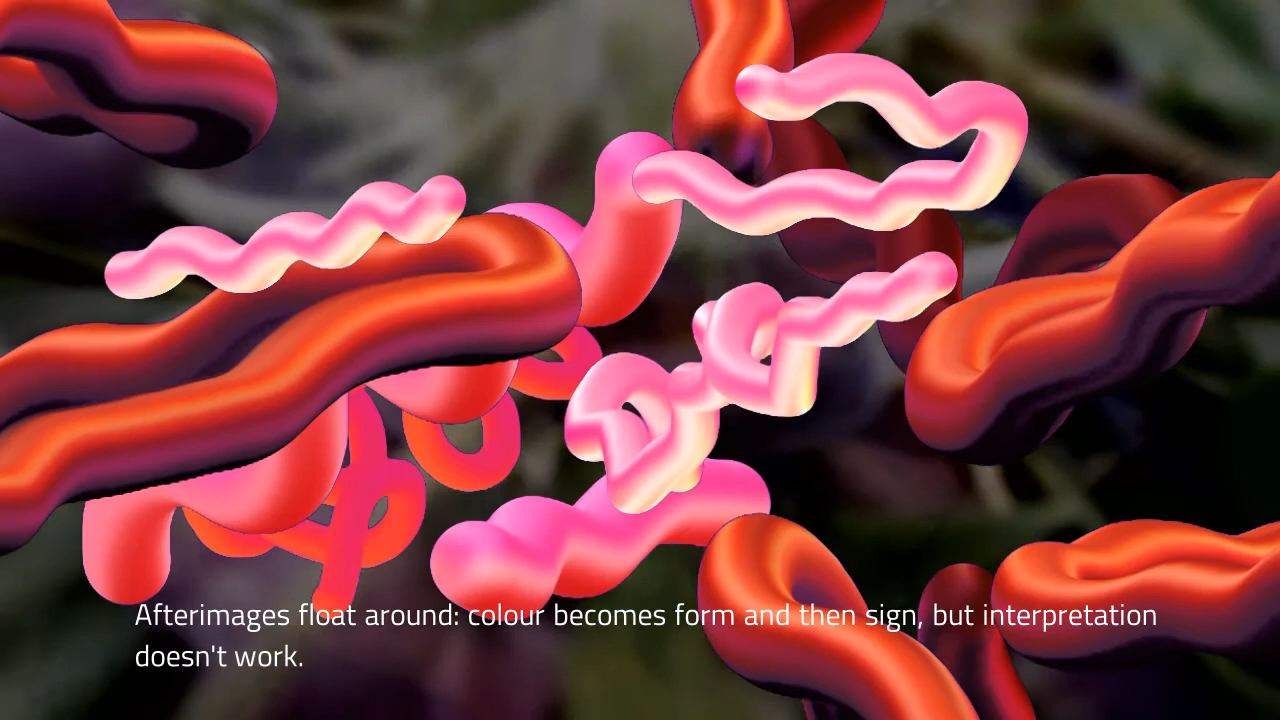 Afterimages float around: colour becomes form and then sign, but interpretation
doesn't work.